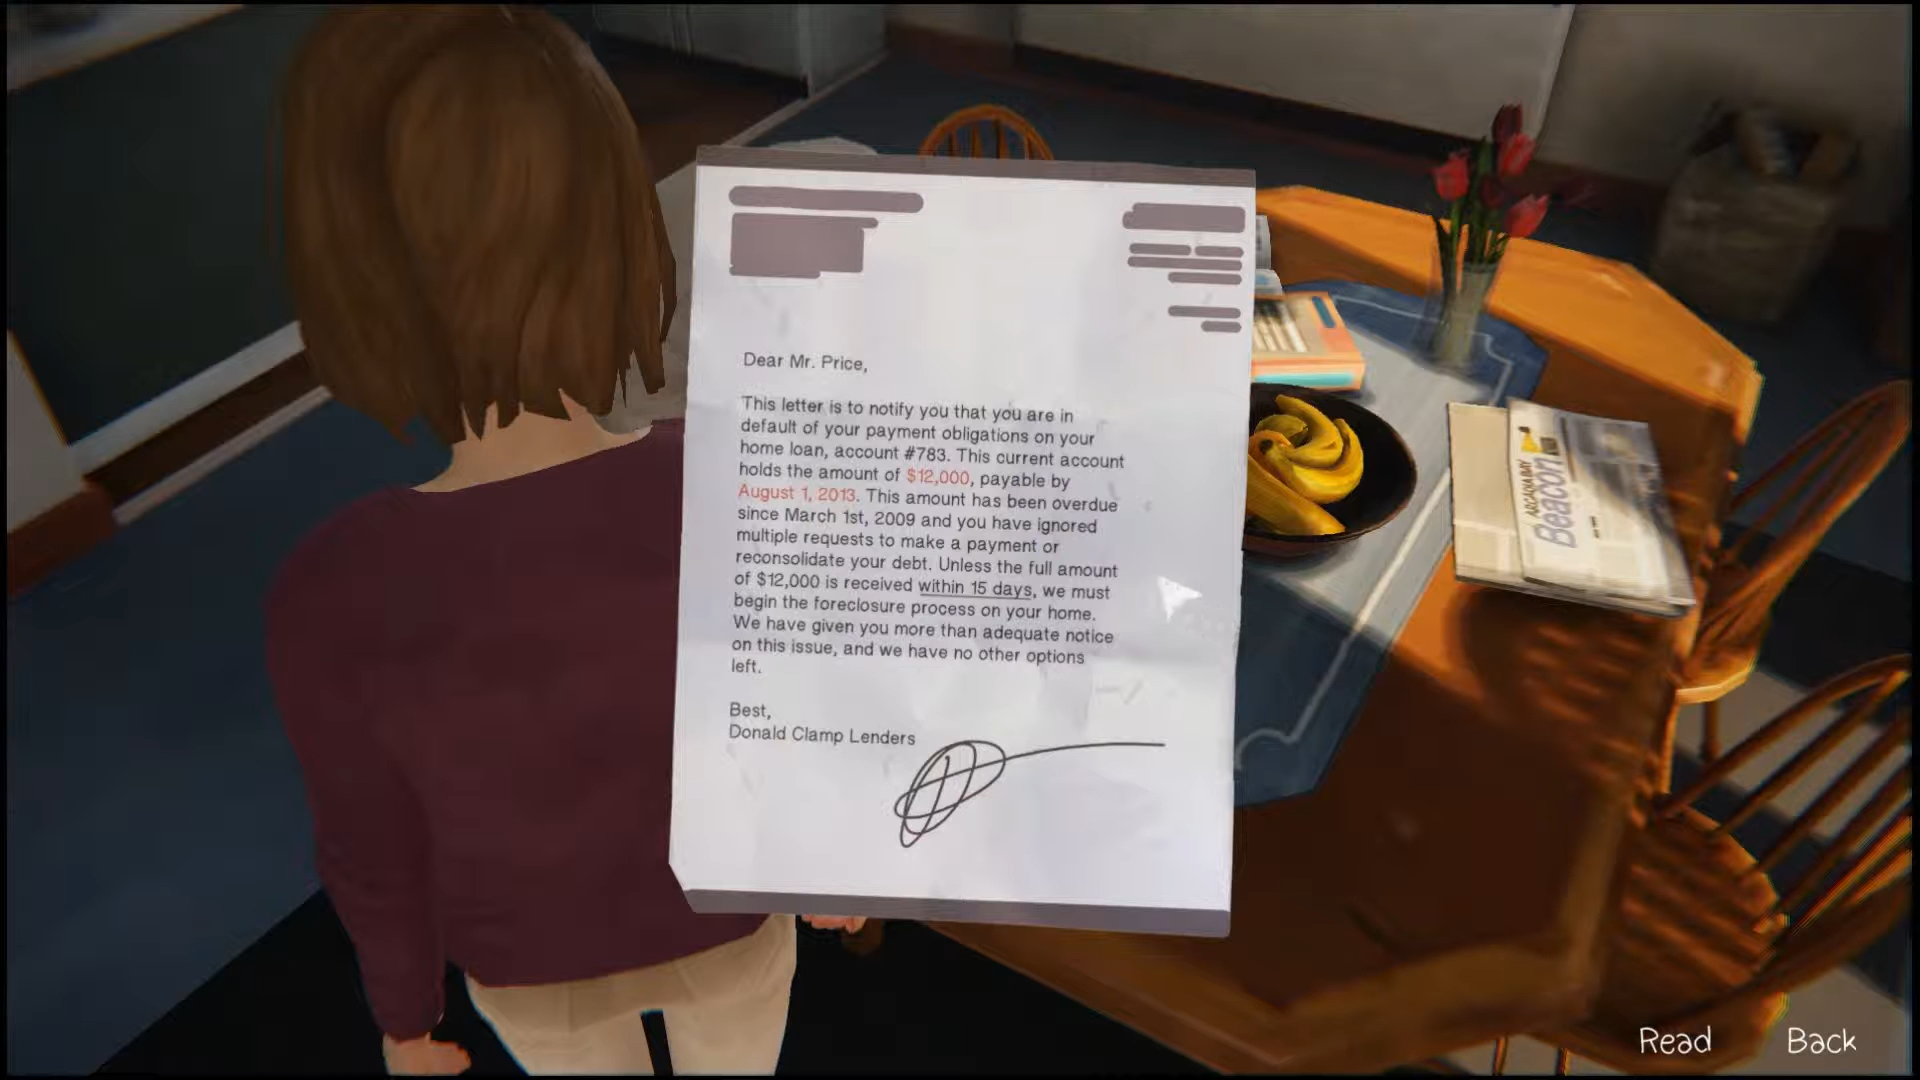 Dear Mr. Price,
This letter is to notify you that you are in
default of your payment obligations on your
home loan, account #783. This current account
holds the amount of $12,000, payable by
August 1, 2013. This amount has been overdue
since March 1st, 2009 and you have ignored
multiple requests to make a payment or
reconsolidate your debt. Unless the full amount
of $12,000 is received within 15 days, we must
begin the foreclosure process on your home.
We have given you more than adequate notice
on this issue, and we have no other options
left.
Best,
Donald Clamp Lenders
ARCADIA BAY
Beacon
Read
Back